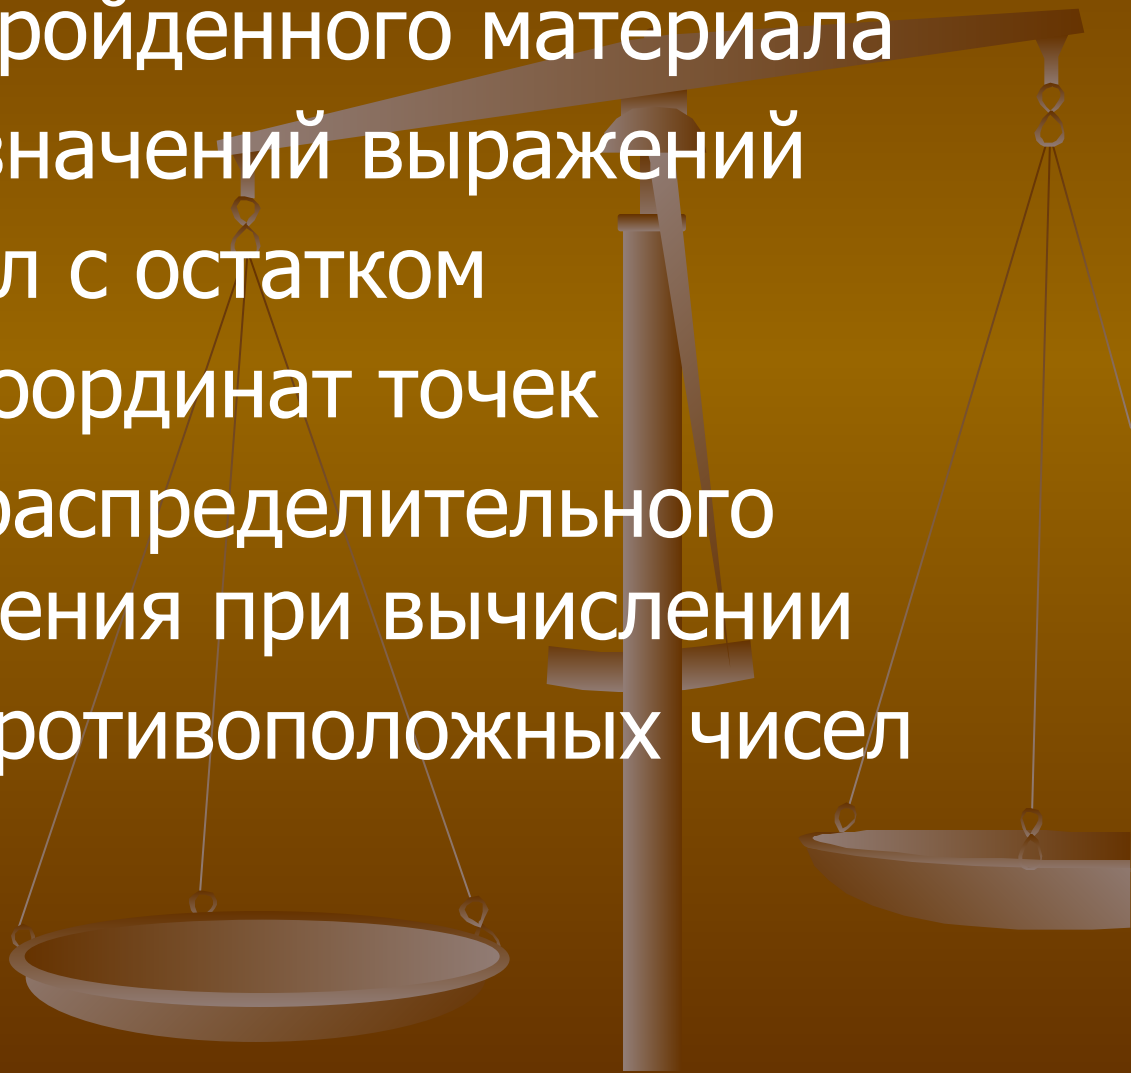 ройденного материала
значений выражений
л с остатком
оординат точек
распределительного
ения при вычислении
ротивоположных чисел